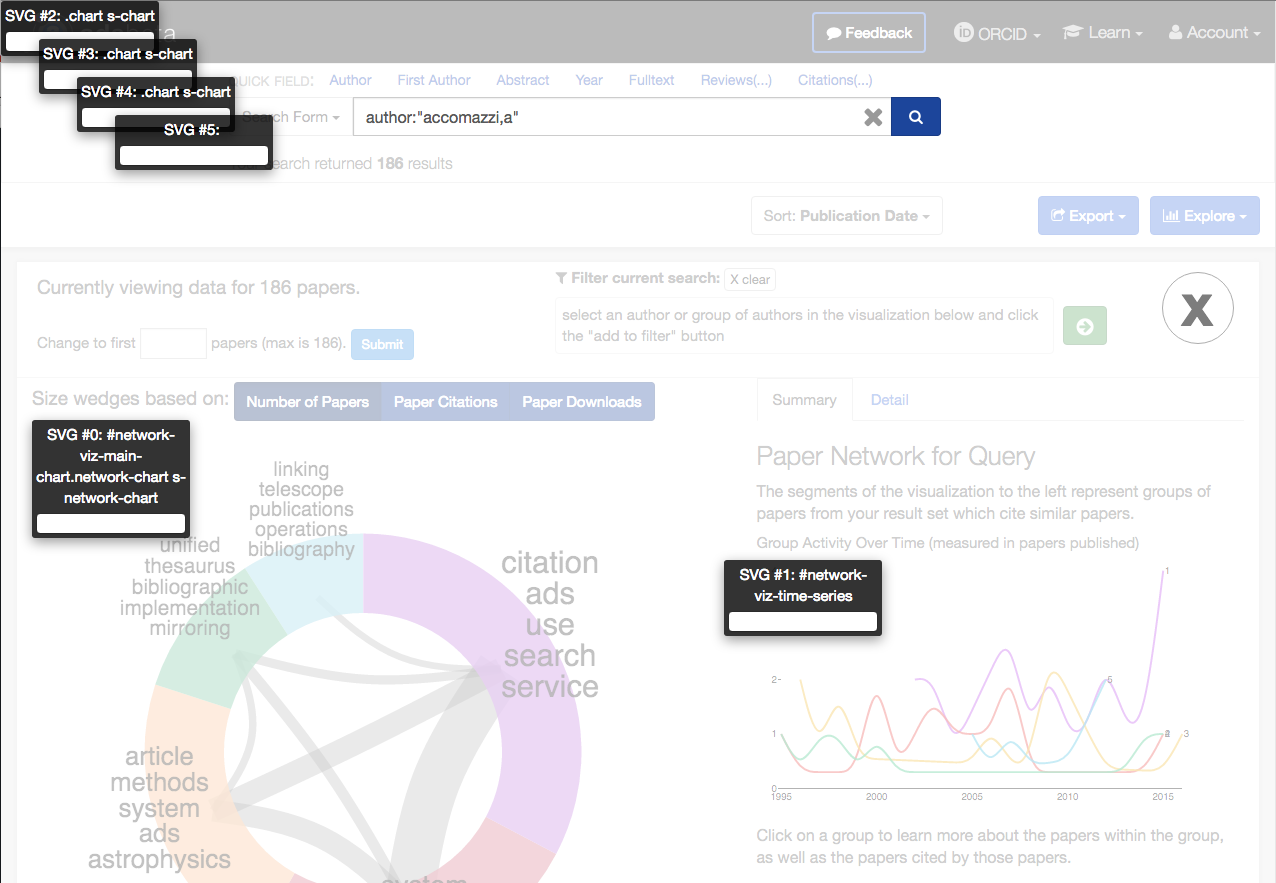 SVG #2: .chart s-chart
SVG #3: .chart s-chart
SVG #4: .chart s-chart
SVG #5:
Feedback
iD ORCID
Learn
Account
QUICK FIELD:
Author
First Author
Abstract
Year
Fulltext
Reviews(...)
Citations(...)
Search Form
author:"accomazzi,a"
search returned 186 results
Sort: Publication Date
Export
Explore
Currently viewing data for 186 papers.
Change to first
papers (max is 186).
Submit
Filter current search:
X clear
select an author or group of authors in the visualization below and click
the "add to filter" button
X
Size wedges based on:
Number of Papers
Paper Citations
Paper Downloads
SVG #0: #network-
viz-main-
chart.network-chart s-
network-chart
linking
telescope
publications
operations
bibliography
unified
thesaurus
bibliographic
implementation
mirroring
citation
ads
use
search
service
article
methods
system
ads
astrophysics
system
Summary
Detail
Paper Network for Query
The segments of the visualization to the left represent groups of
papers from your result set which cite similar papers.
Group Activity Over Time (measured in papers published)
SVG #1: #network-
viz-time-series
1
2
5
1
3
0
1995
2000
2005
2010
2015
Click on a group to learn more about the papers within the group,
as well as the papers cited by those papers.